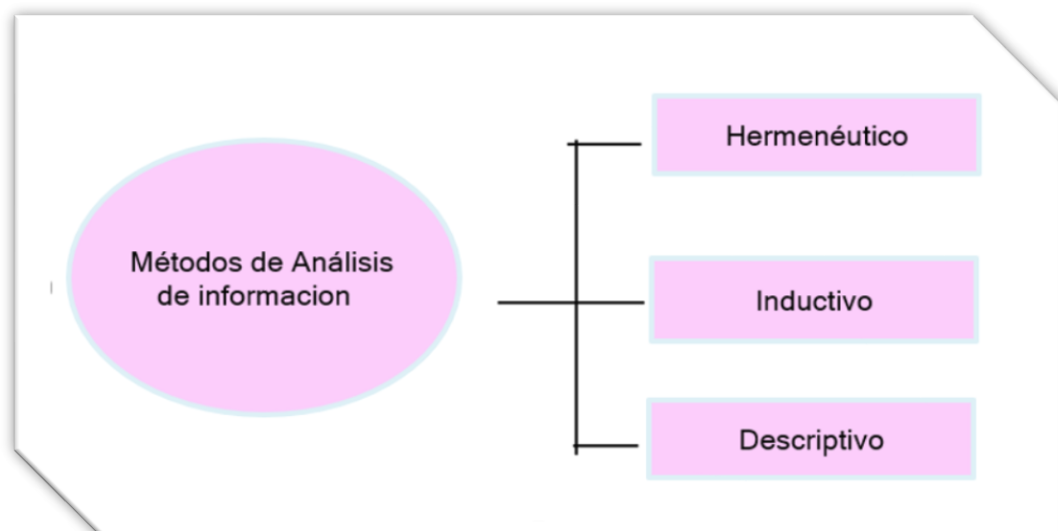 Métodos de Análisis
de informacion
Hermenéutico
Inductivo
Descriptivo